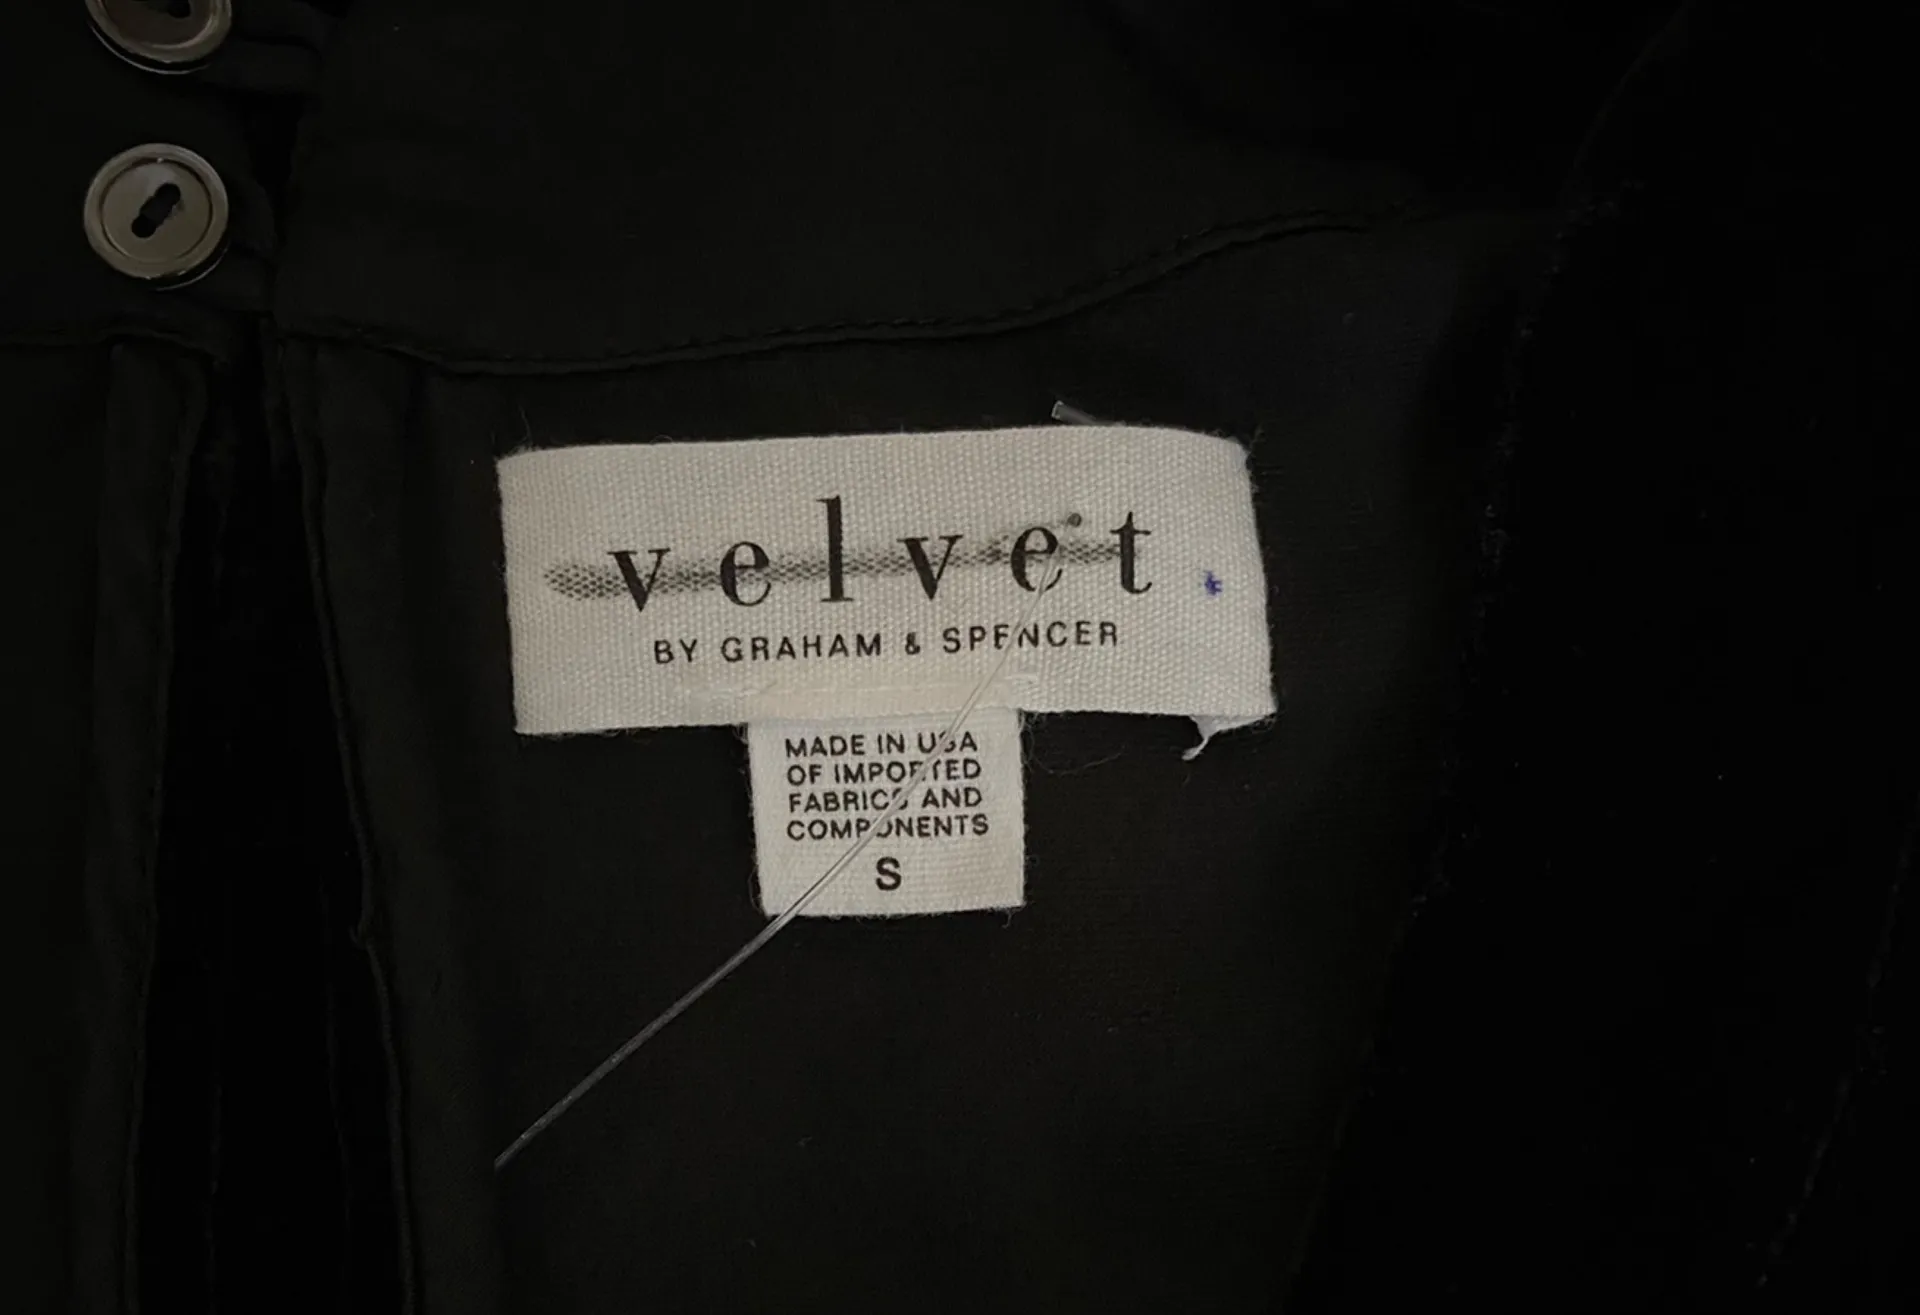 velvet
BY GRAHAM & SPENCER
MADE IN USA
OF IMPORTED
FABRICS AND
COMPONENTS
S